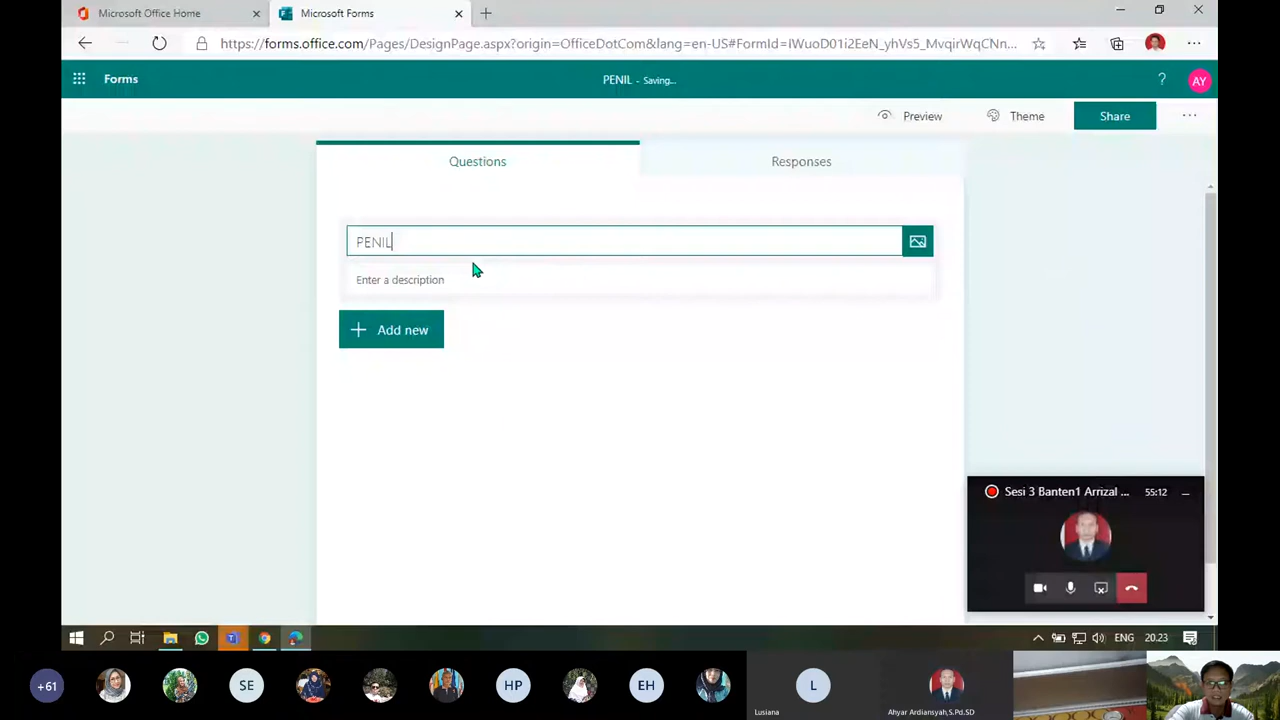 Microsoft Office Home
Microsoft Forms
https://forms.office.com/Pages/DesignPage.aspx?origin=OfficeDotCom&lang=en-US#FormId=IWuoD01i2EeN_yhVs5_MvqirWqCNn...
Forms
PENIL - Saving...
?
AY
Preview
Theme
Share
Questions
Responses
PENIL
Enter a description
Add new
Sesi 3 Banten1 Arrizal ...
55:12
ENG
20.23
+61
SE
HP
EH
L
Lusiana
Ahyar Ardiansyah,S.Pd.SD